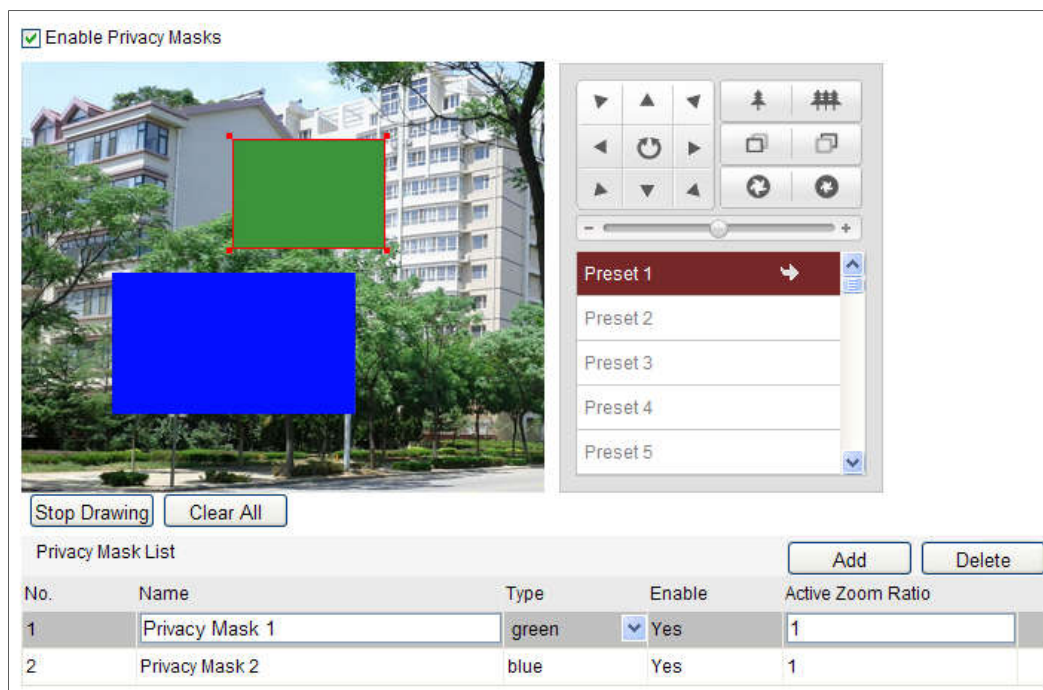 Enable Privacy Masks
Preset 1
Preset 2
Preset 3
Preset 4
Preset 5
Stop Drawing Clear All
Privacy Mask List Add Delete
No. Name Type Enable Active Zoom Ratio
1 Privacy Mask 1 green Yes 1
2 Privacy Mask 2 blue Yes 1